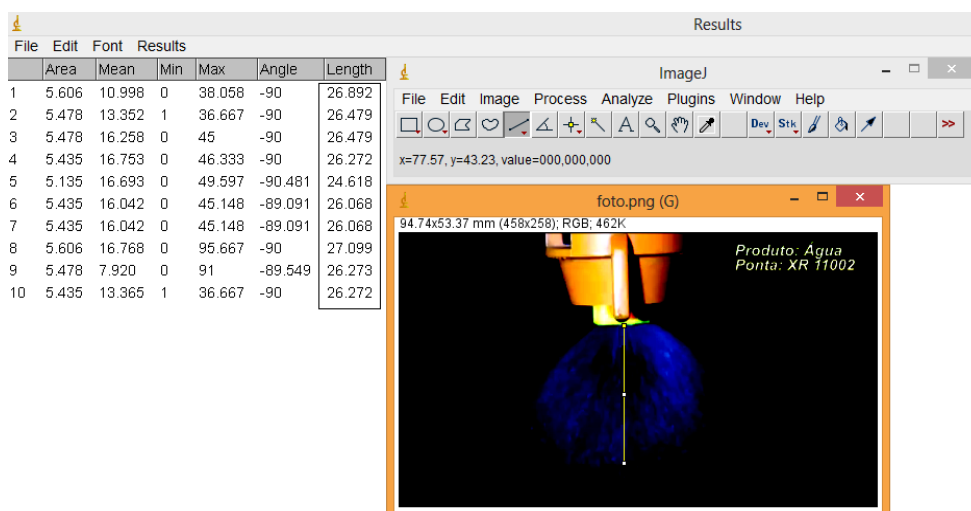 Results
File Edit Font Results
Area Mean Min Max Angle Length
1 5.606 10.998 0 38.058 -90 26.892
2 5.478 13.352 1 36.667 -90 26.479
3 5.478 16.258 0 45 -90 26.479
4 5.435 16.753 0 46.333 -90 26.272
5 5.135 16.693 0 49.597 -90.481 24.618
6 5.435 16.042 0 45.148 -89.091 26.068
7 5.435 16.042 0 45.148 -89.091 26.068
8 5.606 16.768 0 95.667 -90 27.099
9 5.478 7.920 0 91 -89.549 26.273
10 5.435 13.365 1 36.667 -90 26.272
ImageJ
File Edit Image Process Analyze Plugins Window Help
A Dev Stk >>
x=77.57, y=43.23, value=000,000,000
foto.png (G)
94.74x53.37 mm (458x258); RGB; 462K
Produto: Água
Ponta: XR 11002